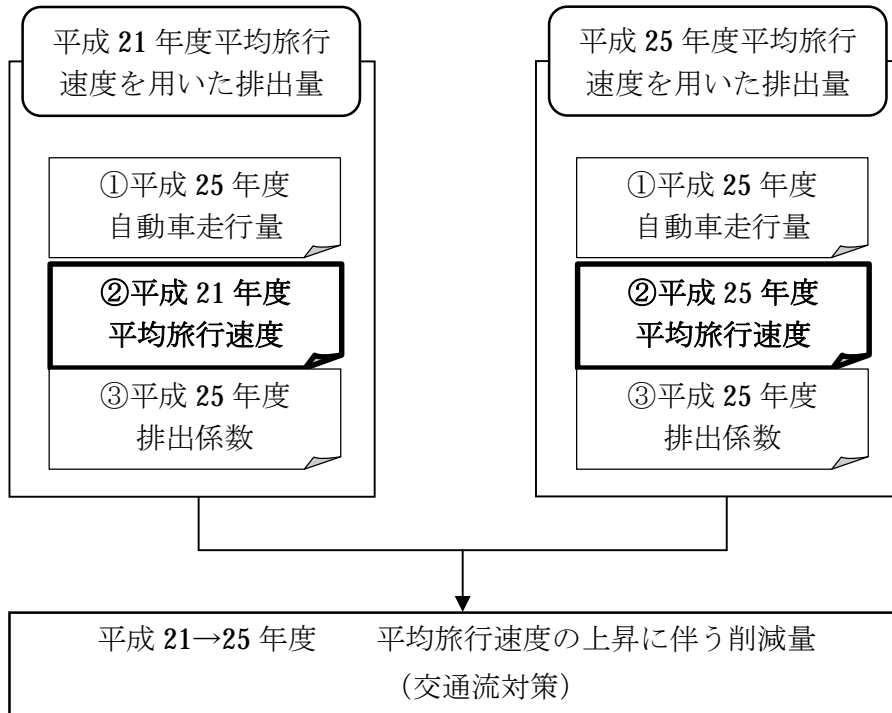 平成 21 年度平均旅行
速度を用いた排出量
①平成 25 年度
自動車走行量
②平成 21 年度
平均旅行速度
③平成 25 年度
排出係数
平成 25 年度平均旅行
速度を用いた排出量
①平成 25 年度
自動車走行量
②平成 25 年度
平均旅行速度
③平成 25 年度
排出係数
平成 21→25 年度 平均旅行速度の上昇に伴う削減量
（交通流対策）